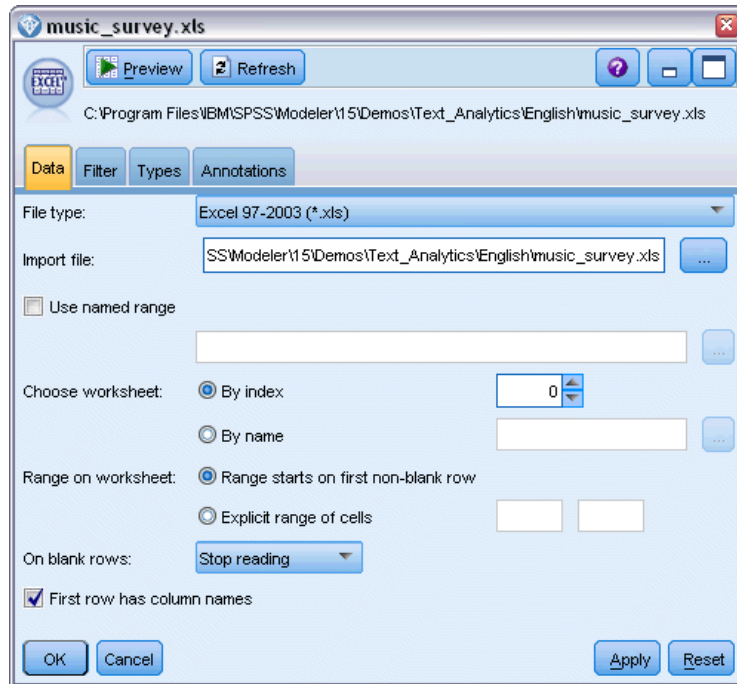 music_survey.xls
EXCEL
Preview Refresh ?
C:\Program Files\IBM\SPSS\Modeler\15\Demos\Text_Analytics\English\music_survey.xls
Data Filter Types Annotations
File type: Excel 97-2003 (*.xls)
Import file: SS\Modeler\15\Demos\Text_Analytics\English\music_survey.xls ...
Use named range
...
Choose worksheet: By index 0
By name ...
Range on worksheet: Range starts on first non-blank row
Explicit range of cells
On blank rows: Stop reading
First row has column names
OK Cancel Apply Reset